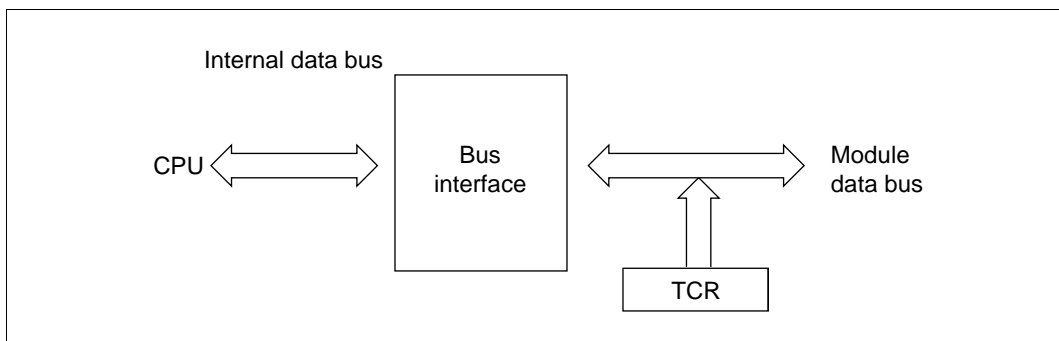 Internal data bus
CPU
Bus
interface
Module
data bus
TCR